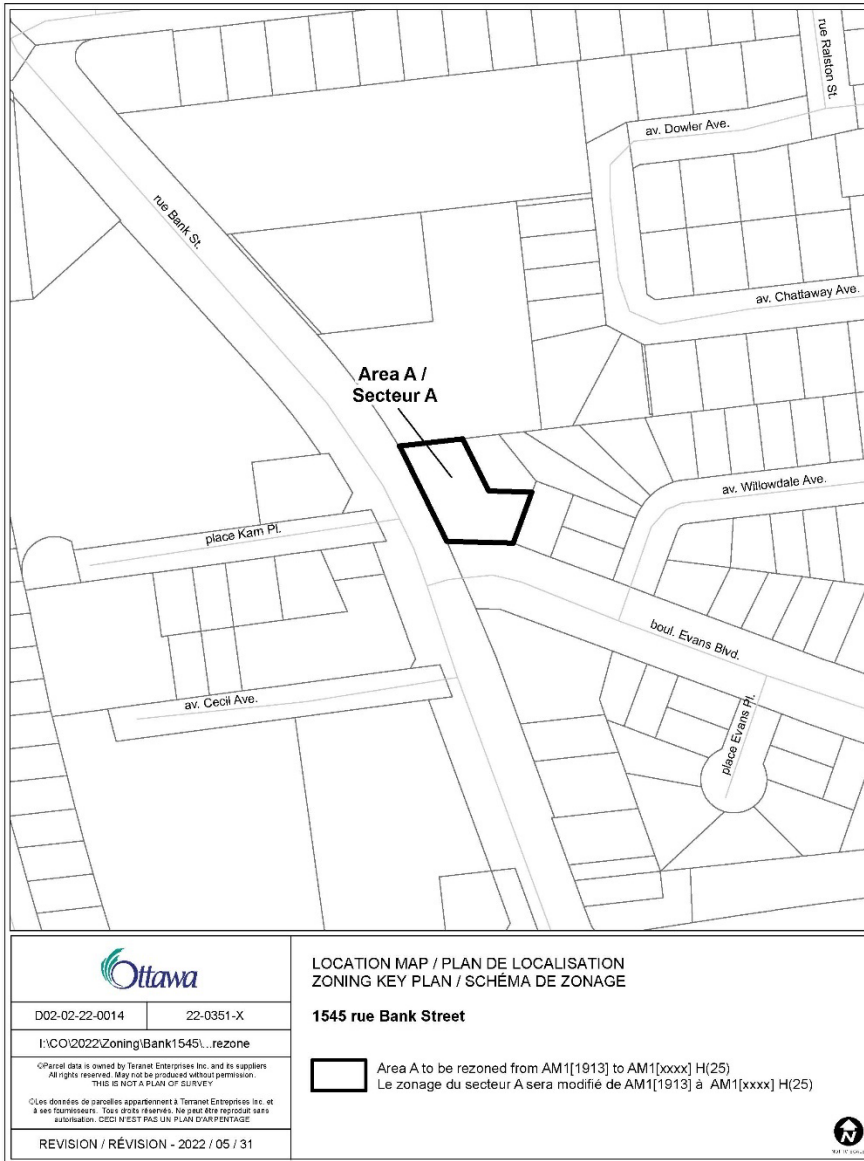 rue Ralston St.
av. Dowler Ave.
rue Bank St.
av. Chattaway Ave.
Area A /
Secteur A
av. Willowdale Ave.
place Kam Pl.
boul. Evans Blvd.
av. Cecil Ave.
place Evans Pl.
Ottawa
D02-02-22-0014
22-0351-X
I:\CO\2022\Zoning\Bank1545\...rezone
©Parcel data is owned by Teranet Enterprises Inc. and its suppliers
All rights reserved. May not be produced without permission.
THIS IS NOT A PLAN OF SURVEY
©Les données de parcelles appartiennent à Teranet Entreprises Inc. et
à ses fournisseurs. Tous droits réservés. Ne peut être reproduit sans
autorisation. CECI N'EST PAS UN PLAN D'ARPENTAGE
REVISION / RÉVISION - 2022 / 05 / 31
LOCATION MAP / PLAN DE LOCALISATION
ZONING KEY PLAN / SCHÉMA DE ZONAGE
1545 rue Bank Street
Area A to be rezoned from AM1[1913] to AM1[xxxx] H(25)
Le zonage du secteur A sera modifié de AM1[1913] à AM1[xxxx] H(25)
N